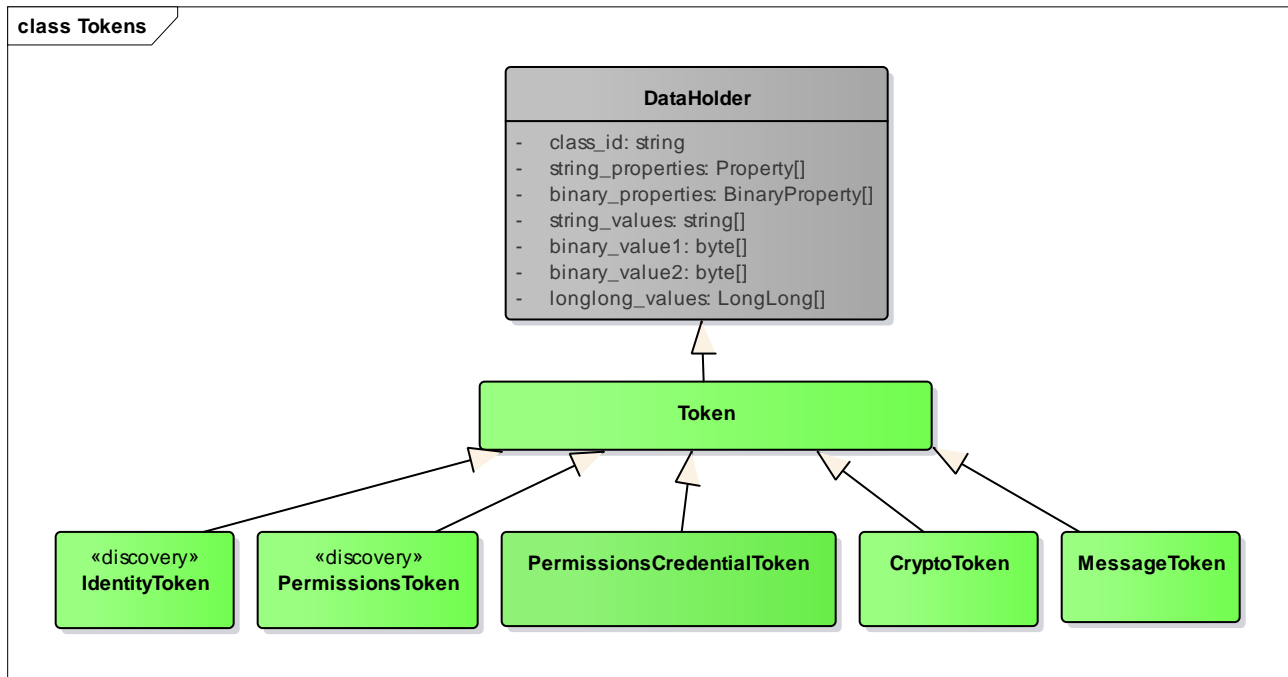 class Tokens
DataHolder
- class_id: string
- string_properties: Property[]
- binary_properties: BinaryProperty[]
- string_values: string[]
- binary_value1: byte[]
- binary_value2: byte[]
- longlong_values: LongLong[]
Token
«discovery»
IdentityToken
«discovery»
PermissionsToken
PermissionsCredentialToken
CryptoToken
MessageToken